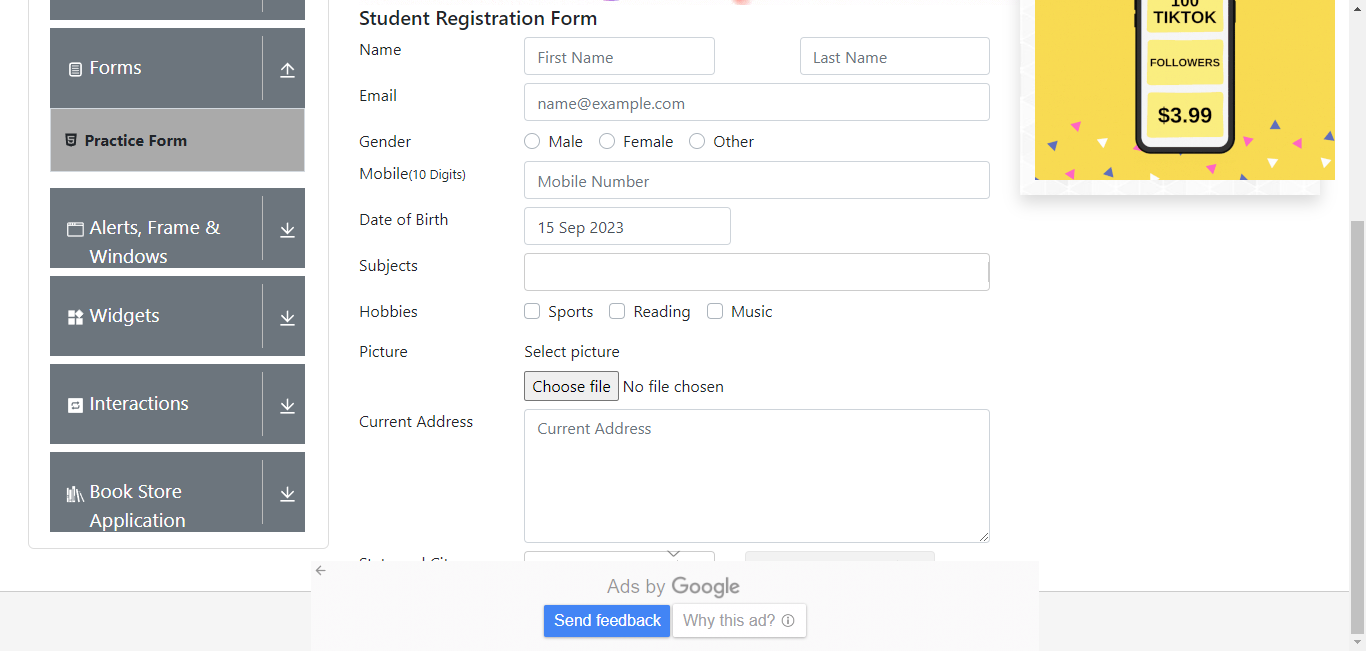 Forms
Practice Form
Alerts, Frame &
Windows
Widgets
Interactions
Book Store
Application
Student Registration Form
Name
First Name
Last Name
Email
name@example.com
Gender
Male
Female
Other
Mobile(10 Digits)
Mobile Number
Date of Birth
15 Sep 2023
Subjects
Hobbies
Sports
Reading
Music
Picture
Select picture
Choose file No file chosen
Current Address
Current Address
100
TIKTOK
FOLLOWERS
$3.99
Ads by Google
Send feedback
Why this ad?